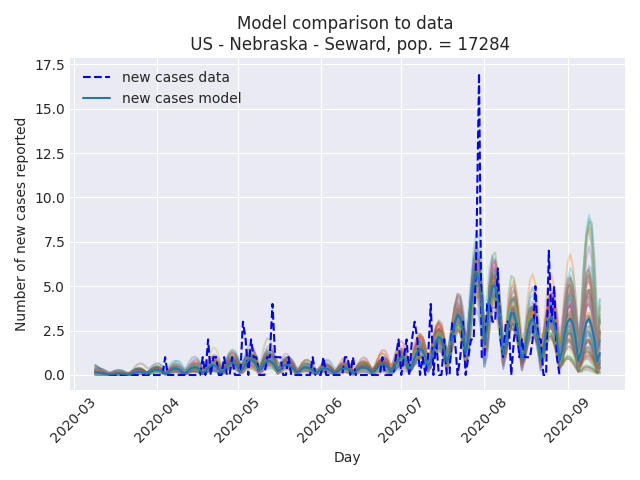 Model comparison to data
US - Nebraska - Seward, pop. = 17284
17.5
15.0
12.5
10.0
7.5
5.0
2.5
0.0
Number of new cases reported
new cases data
new cases model
2020-03
2020-04
2020-05
2020-06
2020-07
2020-08
2020-09
Day